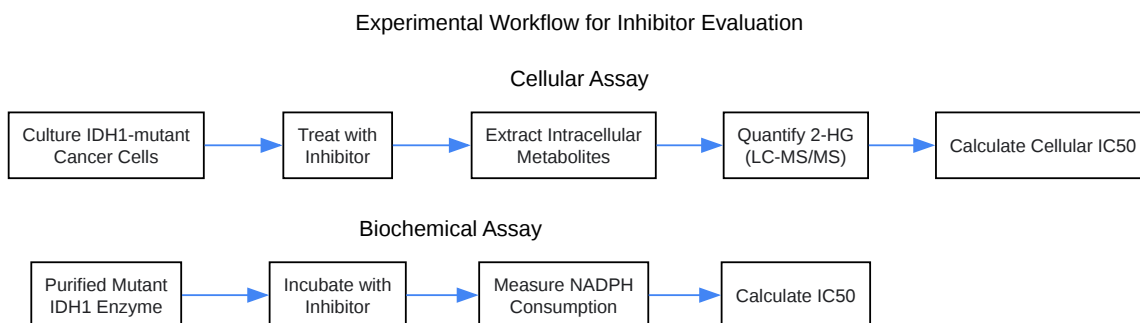 Experimental Workflow for Inhibitor Evaluation
Cellular Assay
Culture IDH1-mutant
Cancer Cells
Treat with
Inhibitor
Extract Intracellular
Metabolites
Quantify 2-HG
(LC-MS/MS)
Calculate Cellular IC50
Biochemical Assay
Purified Mutant
IDH1 Enzyme
Incubate with
Inhibitor
Measure NADPH
Consumption
Calculate IC50